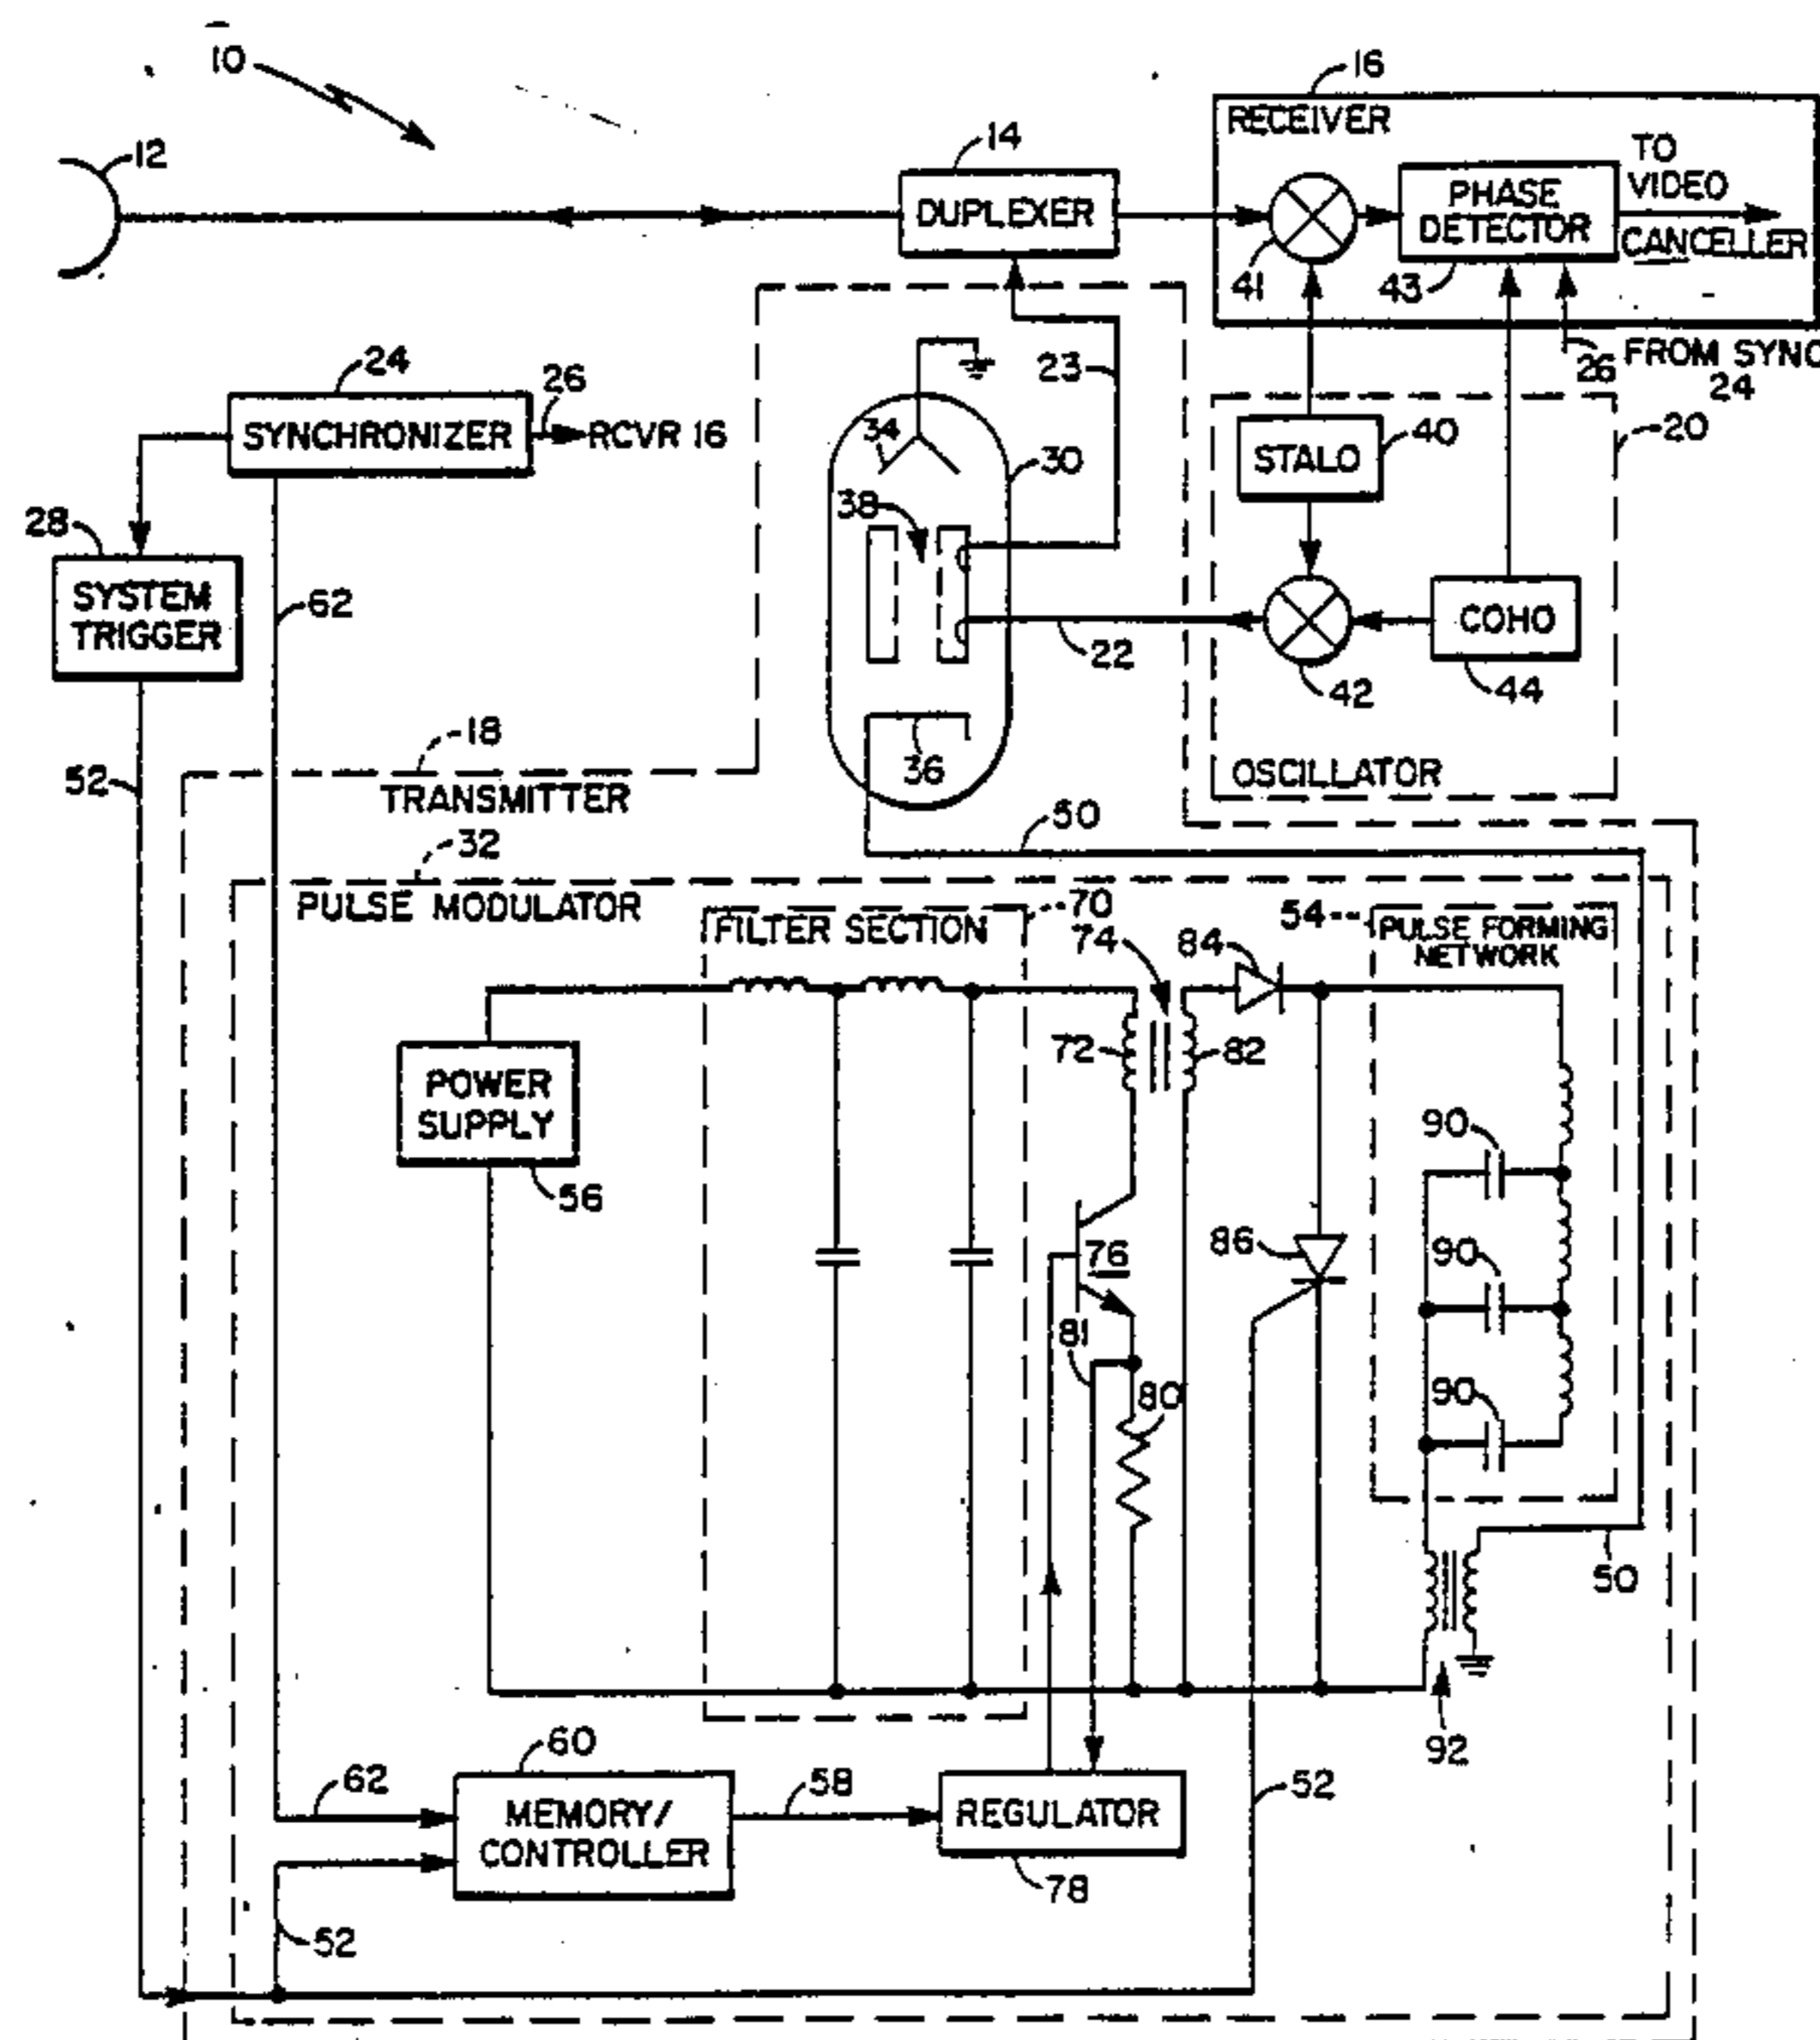 10
12
14
DUPLEXER
16
RECEIVER
41
PHASE
DETECTOR
43
TO
VIDEO
CANCELLER
26
FROM SYNC
24
24
SYNCHRONIZER
26
RCVR 16
28
SYSTEM
TRIGGER
62
52
34
38
30
23
22
36
STALO
40
20
42
COHO
44
OSCILLATOR
18
TRANSMITTER
50
32
PULSE MODULATOR
FILTER SECTION
70
74
84
54
PULSE FORMING
NETWORK
POWER
SUPPLY
56
72
82
90
76
86
90
81
80
90
50
92
60
MEMORY/
CONTROLLER
62
58
REGULATOR
78
52
52